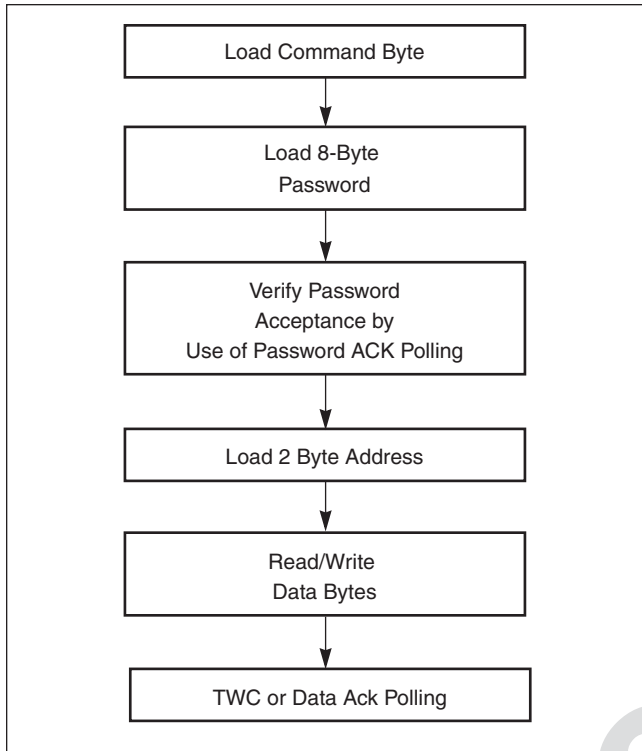 Load Command Byte
Load 8-Byte
Password
Verify Password
Acceptance by
Use of Password ACK Polling
Load 2 Byte Address
Read/Write
Data Bytes
TWC or Data Ack Polling